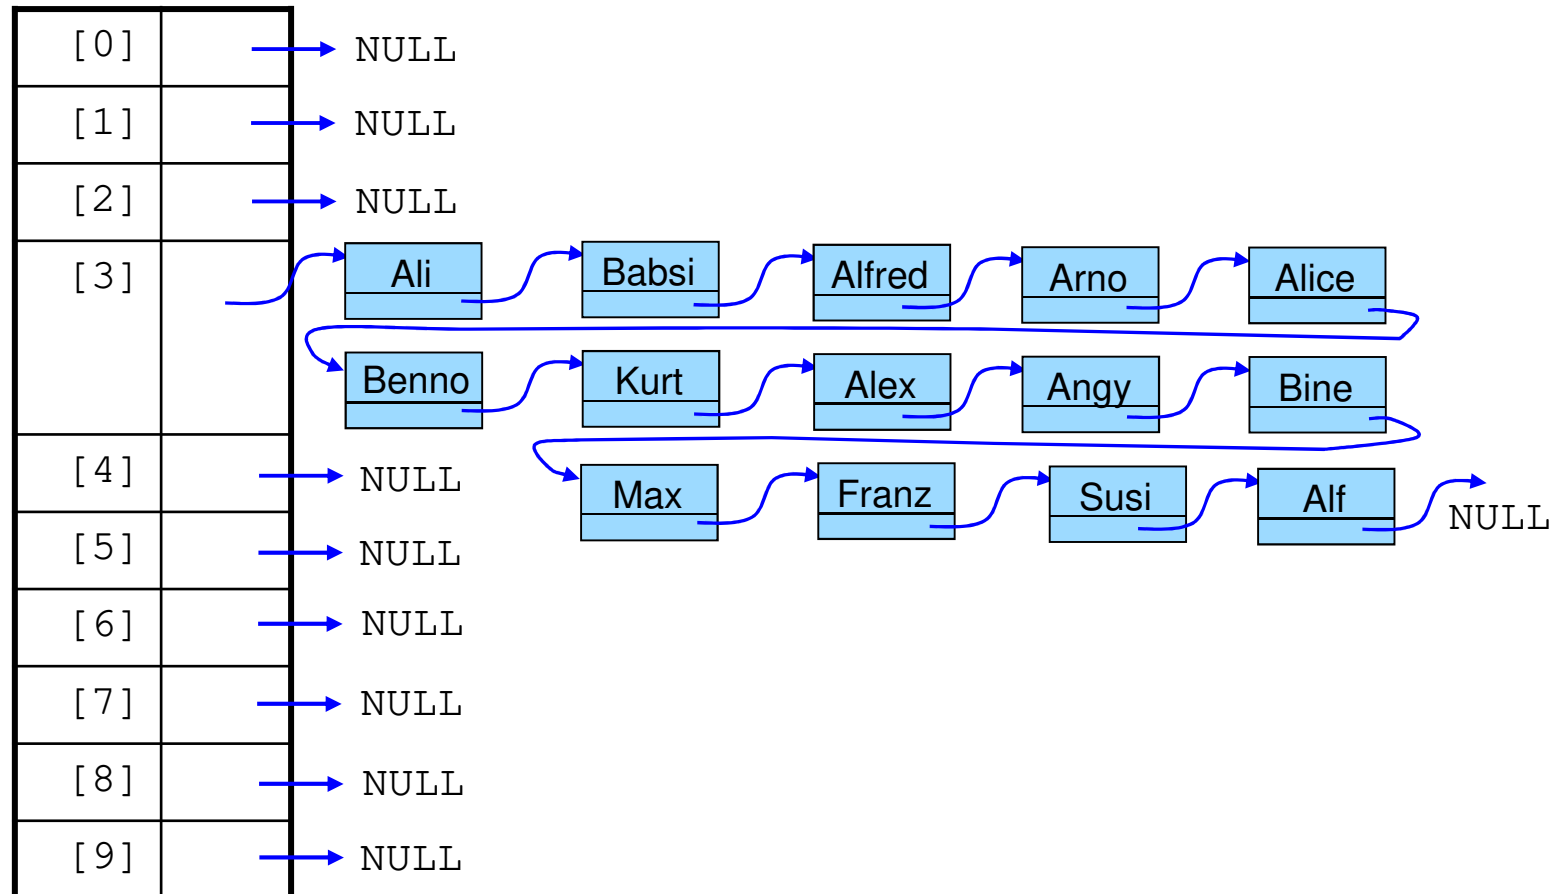 [0] NULL
[1] NULL
[2] NULL
[3] Ali Babsi Alfred Arno Alice
Benno Kurt Alex Angy Bine
[4] NULL Max Franz Susi Alf NULL
[5] NULL
[6] NULL
[7] NULL
[8] NULL
[9] NULL